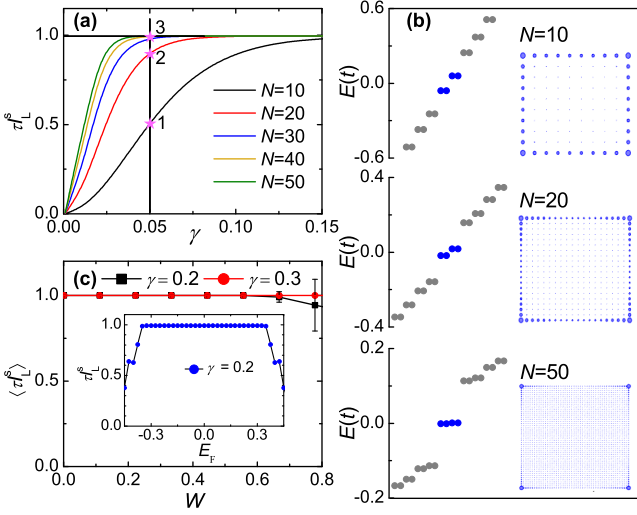 (a)
1.0
0.5
0.0
τI_L^s
0.00
0.05
0.10
0.15
γ
3
2
1
N=10
N=20
N=30
N=40
N=50
(b)
0.6
0.0
-0.6
E(t)
N=10
0.4
0.0
-0.4
E(t)
N=20
0.2
0.0
-0.2
E(t)
N=50
(c)
γ = 0.2
γ = 0.3
1.0
0.5
0.0
⟨τI_L^s⟩
0.0
0.2
0.4
0.6
0.8
W
1.0
0.5
0.0
τI_L^s
γ = 0.2
-0.3
0.0
0.3
E_F